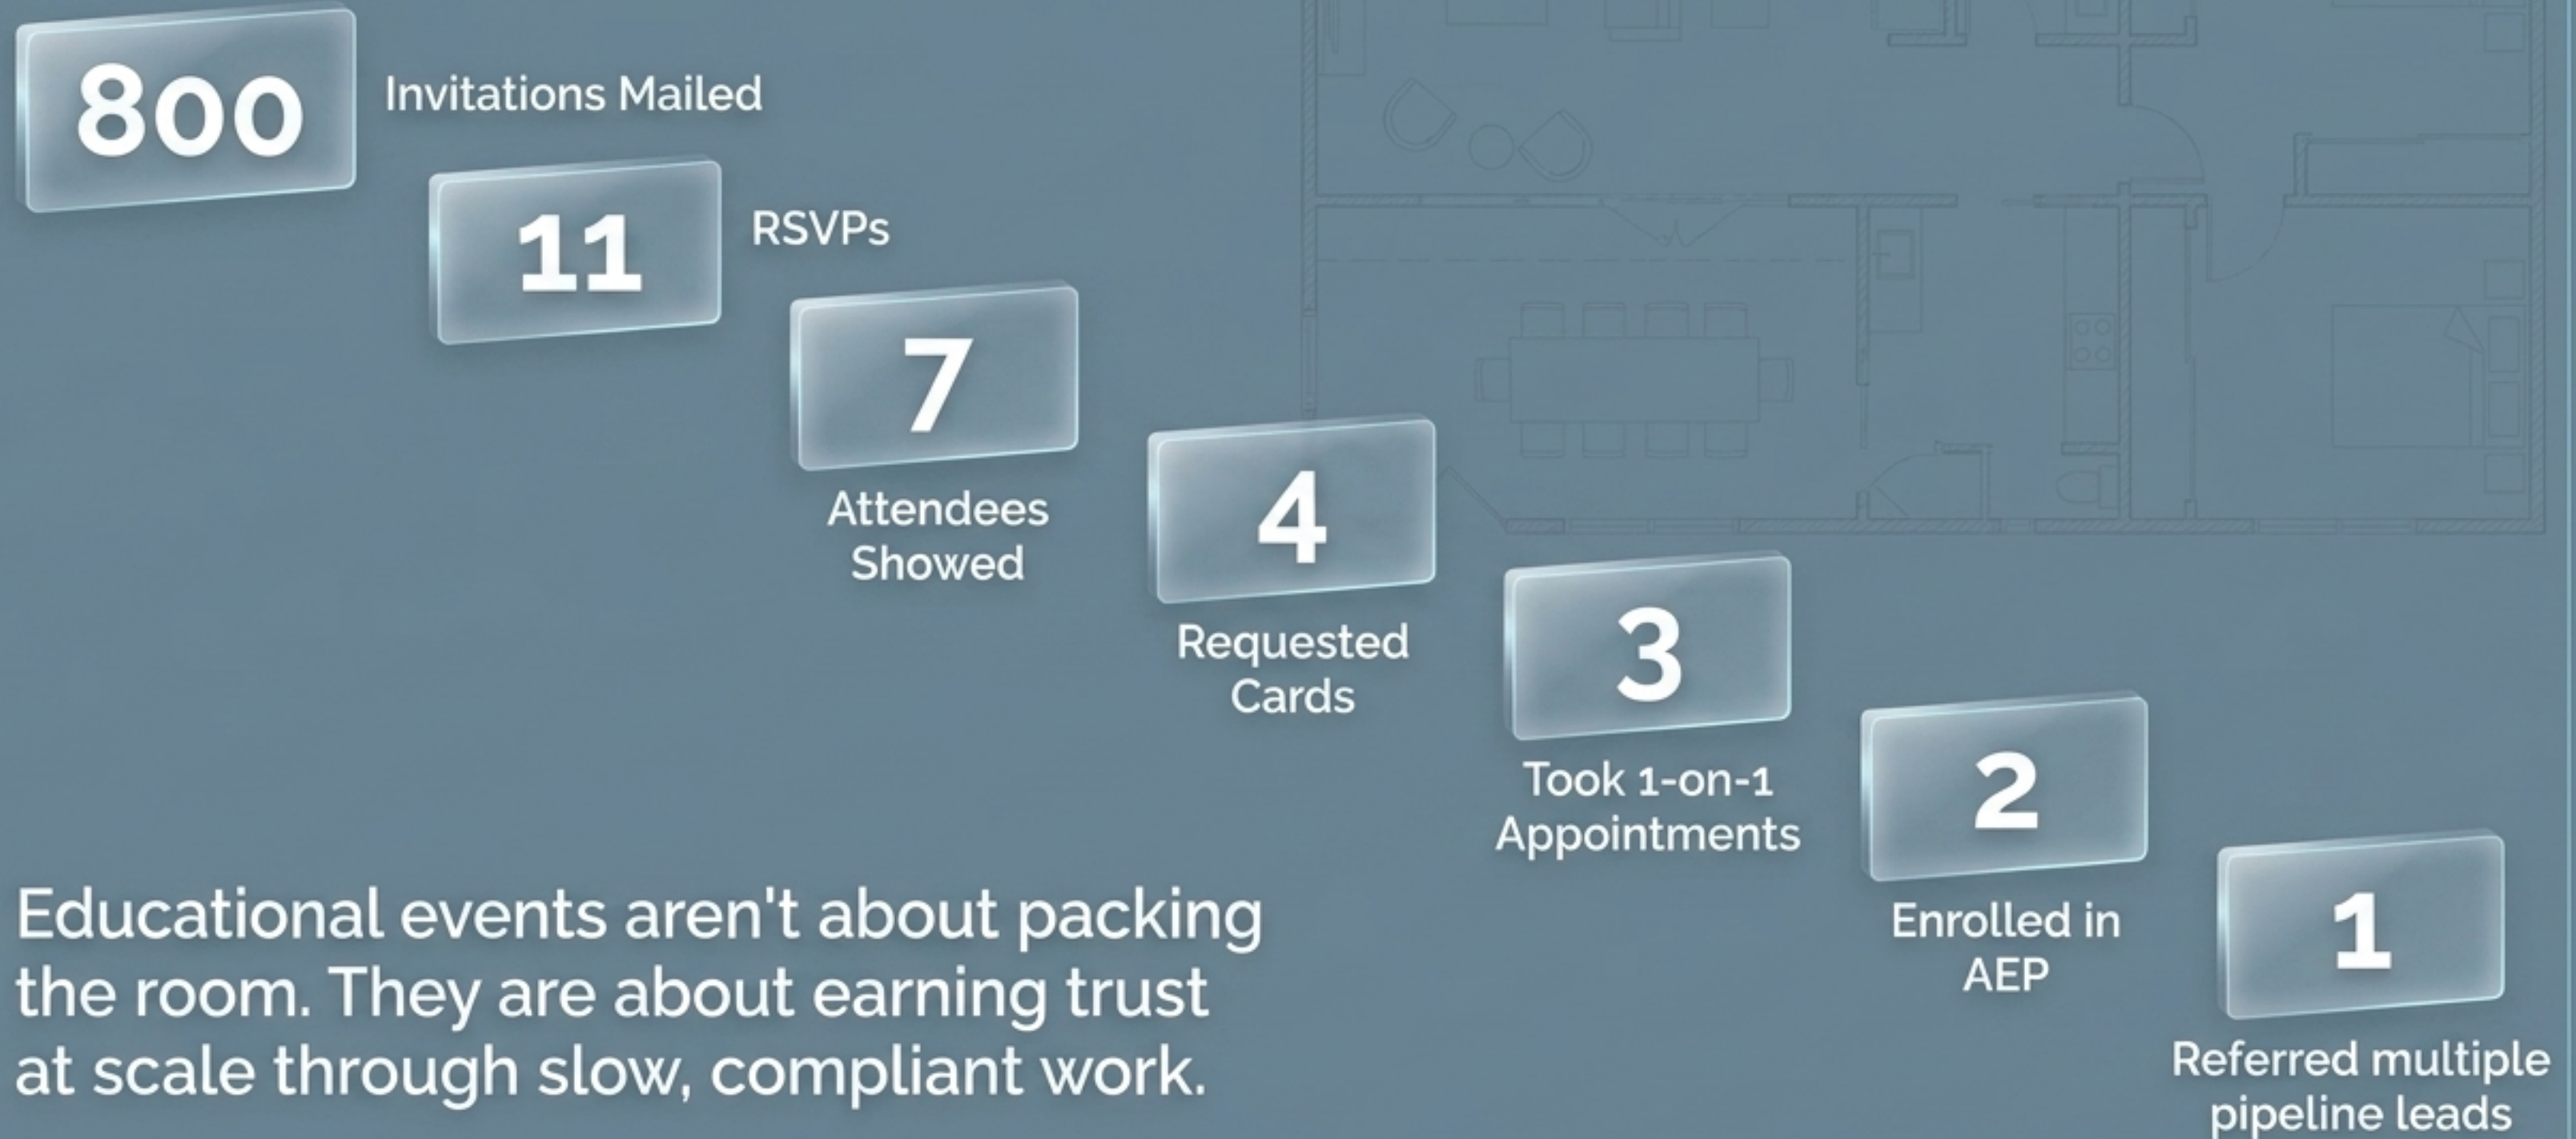 800
Invitations Mailed
11
RSVPs
7
Attendees
Showed
4
Requested
Cards
3
Took 1-on-1
Appointments
2
Enrolled in
AEP
1
Referred multiple
pipeline leads
Educational events aren't about packing
the room. They are about earning trust
at scale through slow, compliant work.